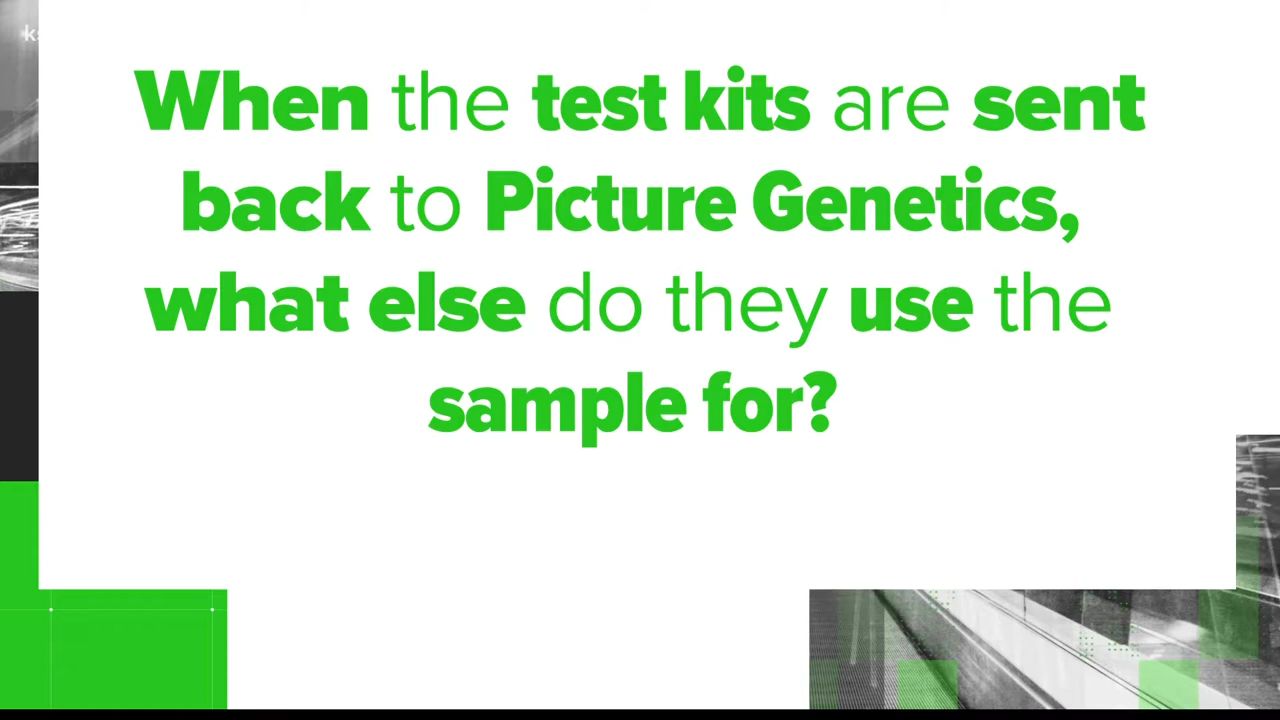 When the test kits are sent
back to Picture Genetics,
what else do they use the
sample for?